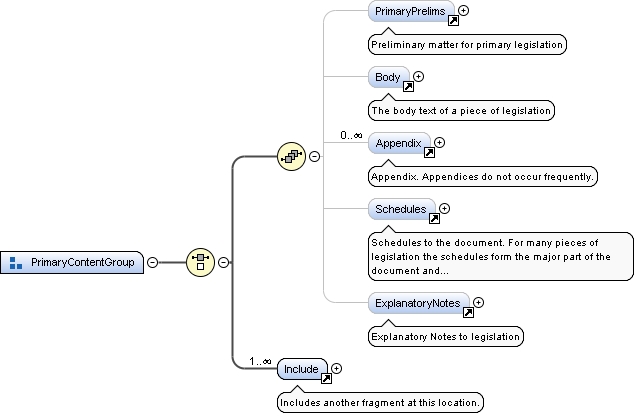 PrimaryPrelims
Preliminary matter for primary legislation
Body
The body text of a piece of legislation
0..∞
Appendix
Appendix. Appendices do not occur frequently.
Schedules
Schedules to the document. For many pieces of
legislation the schedules form the major part of the
document and...
PrimaryContentGroup
ExplanatoryNotes
Explanatory Notes to legislation
1..∞
Include
Includes another fragment at this location.